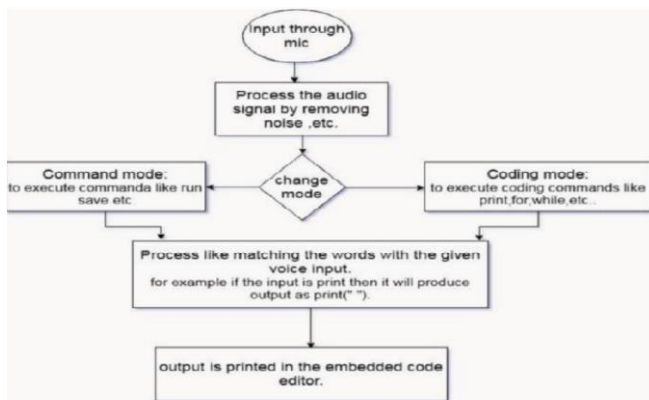 Input through
mic
Process the audio
signal by removing
noise ,etc.
change
mode
Command mode:
to execute commanda like run
save etc
Coding mode:
to execute coding commands like
print,for,while,etc..
Process like matching the words with the given
voice input.
for example if the input is print then it will produce
output as print(" ").
output is printed in the embedded code
editor.